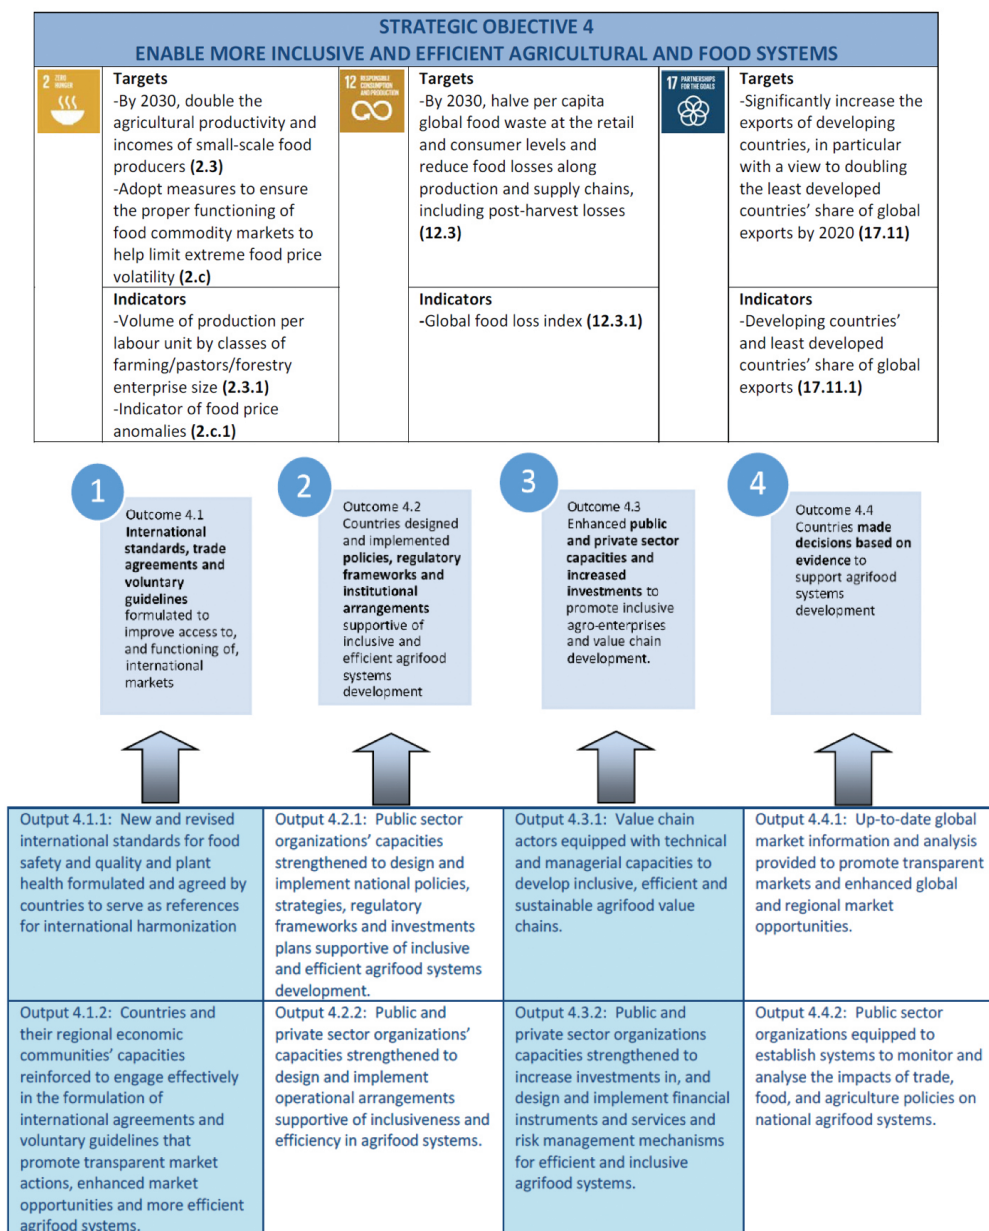 STRATEGIC OBJECTIVE 4
ENABLE MORE INCLUSIVE AND EFFICIENT AGRICULTURAL AND FOOD SYSTEMS
2 ZERO
HUNGER
Targets
-By 2030, double the
agricultural productivity and
incomes of small-scale food
producers (2.3)
-Adopt measures to ensure
the proper functioning of
food commodity markets to
help limit extreme food price
volatility (2.c)
12 RESPONSIBLE
CONSUMPTION
AND PRODUCTION
Targets
-By 2030, halve per capita
global food waste at the retail
and consumer levels and
reduce food losses along
production and supply chains,
including post-harvest losses
(12.3)
17 PARTNERSHIPS
FOR THE GOALS
Targets
-Significantly increase the
exports of developing
countries, in particular
with a view to doubling
the least developed
countries' share of global
exports by 2020 (17.11)
Indicators
-Volume of production per
labour unit by classes of
farming/pastors/forestry
enterprise size (2.3.1)
-Indicator of food price
anomalies (2.c.1)
Indicators
-Global food loss index (12.3.1)
Indicators
-Developing countries'
and least developed
countries' share of global
exports (17.11.1)
1
Outcome 4.1
International
standards, trade
agreements and
voluntary
guidelines
formulated to
improve access to,
and functioning of,
international
markets
2
Outcome 4.2
Countries designed
and implemented
policies, regulatory
frameworks and
institutional
arrangements
supportive of
inclusive and
efficient agrifood
systems
development
3
Outcome 4.3
Enhanced public
and private sector
capacities and
increased
investments to
promote inclusive
agro-enterprises
and value chain
development.
4
Outcome 4.4
Countries made
decisions based on
evidence to
support agrifood
systems
development
Output 4.1.1: New and revised
international standards for food
safety and quality and plant
health formulated and agreed by
countries to serve as references
for international harmonization
Output 4.2.1: Public sector
organizations' capacities
strengthened to design and
implement national policies,
strategies, regulatory
frameworks and investments
plans supportive of inclusive
and efficient agrifood systems
development.
Output 4.3.1: Value chain
actors equipped with technical
and managerial capacities to
develop inclusive, efficient and
sustainable agrifood value
chains.
Output 4.4.1: Up-to-date global
market information and analysis
provided to promote transparent
markets and enhanced global
and regional market
opportunities.
Output 4.1.2: Countries and
their regional economic
communities' capacities
reinforced to engage effectively
in the formulation of
international agreements and
voluntary guidelines that
promote transparent market
actions, enhanced market
opportunities and more efficient
agrifood systems.
Output 4.2.2: Public and
private sector organizations'
capacities strengthened to
design and implement
operational arrangements
supportive of inclusiveness and
efficiency in agrifood systems.
Output 4.3.2: Public and
private sector organizations
capacities strengthened to
increase investments in, and
design and implement financial
instruments and services and
risk management mechanisms
for efficient and inclusive
agrifood systems.
Output 4.4.2: Public sector
organizations equipped to
establish systems to monitor and
analyse the impacts of trade,
food, and agriculture policies on
national agrifood systems.